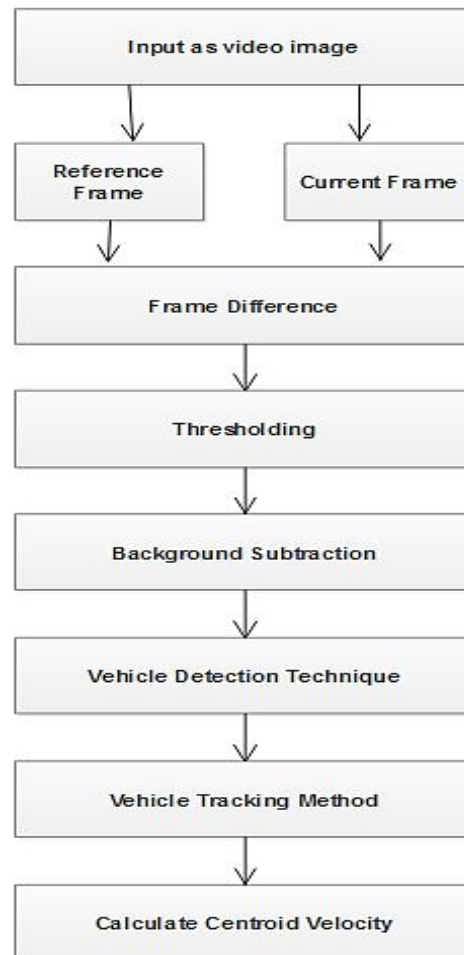 Input as video image
Reference
Frame
Current Frame
Frame Difference
Thresholding
Background Subtraction
Vehicle Detection Technique
Vehicle Tracking Method
Calculate Centroid Velocity